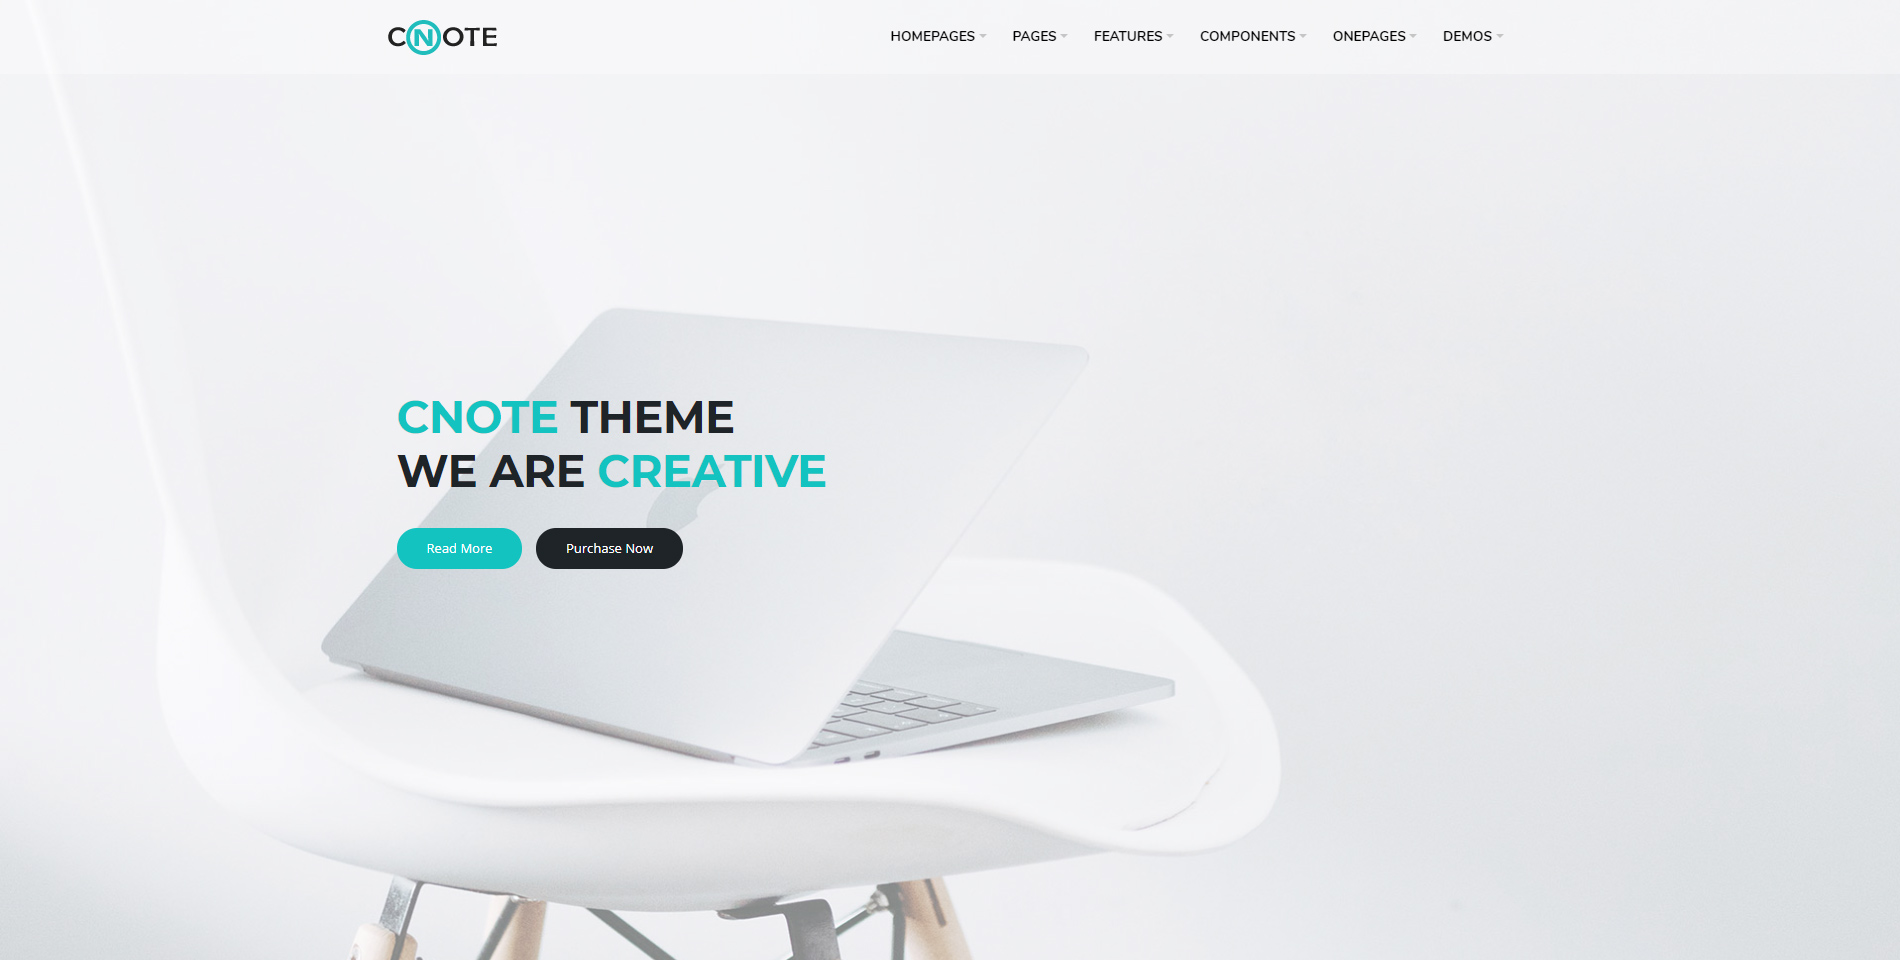 CNOTE
HOMEPAGES PAGES FEATURES COMPONENTS ONEPAGES DEMOS
CNOTE THEME
WE ARE CREATIVE
Read More Purchase Now